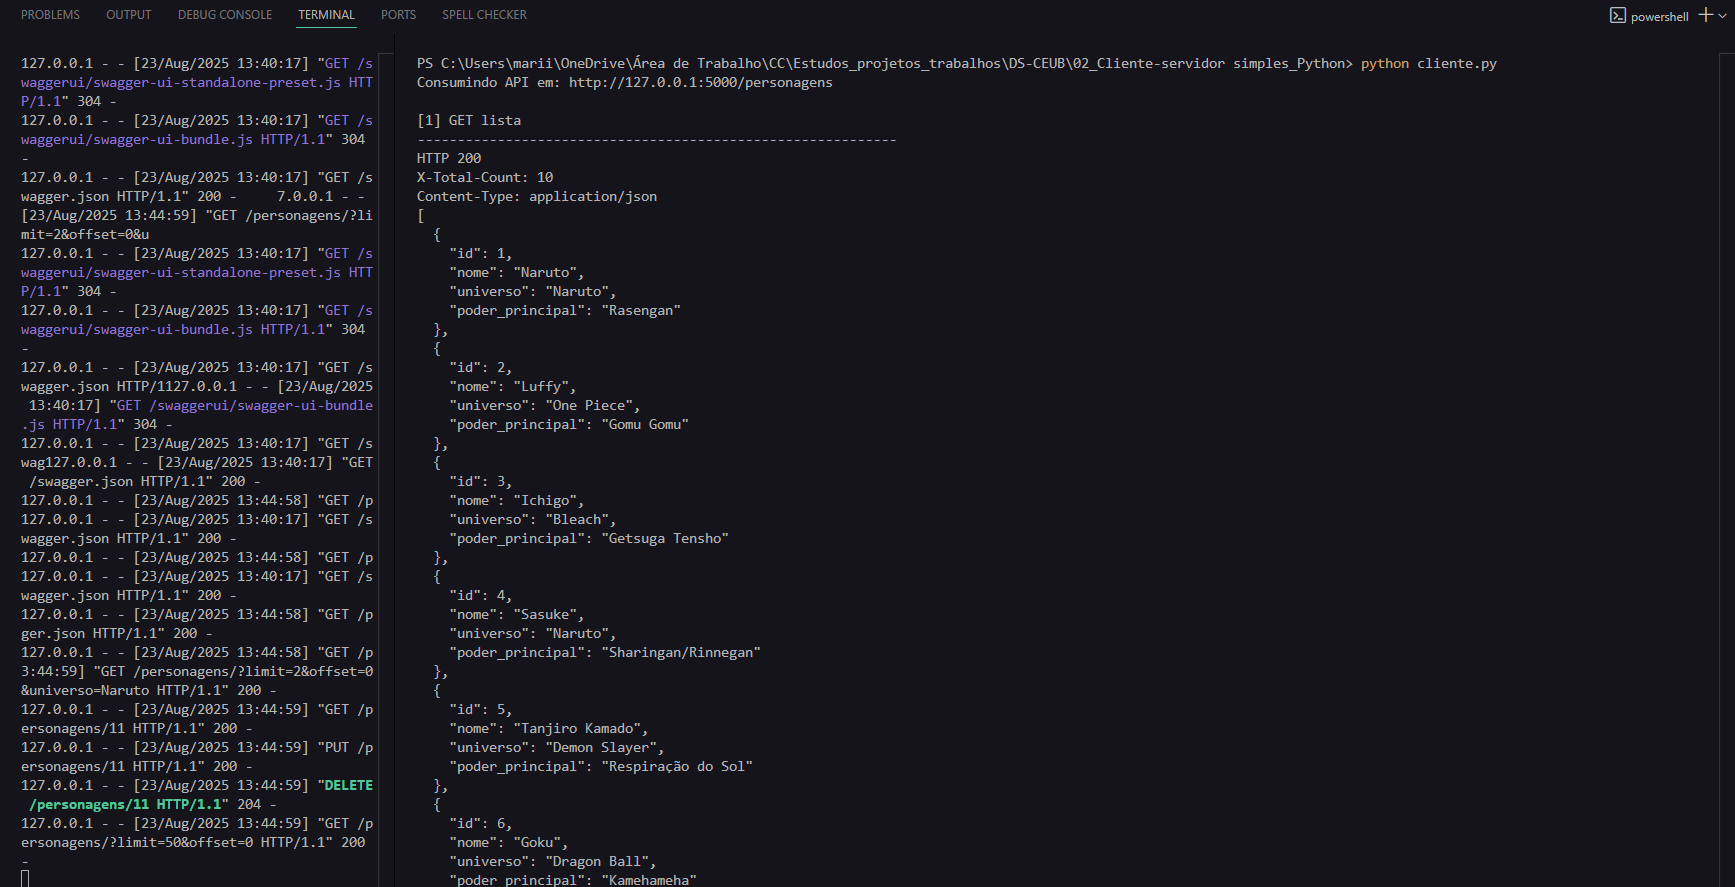 PROBLEMS OUTPUT DEBUG CONSOLE TERMINAL PORTS SPELL CHECKER
powershell
127.0.0.1 - - [23/Aug/2025 13:40:17] "GET /s
waggerui/swagger-ui-standalone-preset.js HTT
P/1.1" 304 -
127.0.0.1 - - [23/Aug/2025 13:40:17] "GET /s
waggerui/swagger-ui-bundle.js HTTP/1.1" 304
-
127.0.0.1 - - [23/Aug/2025 13:40:17] "GET /s
wagger.json HTTP/1.1" 200 -     7.0.0.1 - -
[23/Aug/2025 13:44:59] "GET /personagens/?li
mit=2&offset=0&u
127.0.0.1 - - [23/Aug/2025 13:40:17] "GET /s
waggerui/swagger-ui-standalone-preset.js HTT
P/1.1" 304 -
127.0.0.1 - - [23/Aug/2025 13:40:17] "GET /s
waggerui/swagger-ui-bundle.js HTTP/1.1" 304
-
127.0.0.1 - - [23/Aug/2025 13:40:17] "GET /s
wagger.json HTTP/1127.0.0.1 - - [23/Aug/2025
 13:40:17] "GET /swaggerui/swagger-ui-bundle
.js HTTP/1.1" 304 -
127.0.0.1 - - [23/Aug/2025 13:40:17] "GET /s
wag127.0.0.1 - - [23/Aug/2025 13:40:17] "GET
 /swagger.json HTTP/1.1" 200 -
127.0.0.1 - - [23/Aug/2025 13:44:58] "GET /p
127.0.0.1 - - [23/Aug/2025 13:40:17] "GET /s
wagger.json HTTP/1.1" 200 -
127.0.0.1 - - [23/Aug/2025 13:44:58] "GET /p
127.0.0.1 - - [23/Aug/2025 13:40:17] "GET /s
wagger.json HTTP/1.1" 200 -
127.0.0.1 - - [23/Aug/2025 13:44:58] "GET /p
ger.json HTTP/1.1" 200 -
127.0.0.1 - - [23/Aug/2025 13:44:58] "GET /p
3:44:59] "GET /personagens/?limit=2&offset=0
&universo=Naruto HTTP/1.1" 200 -
127.0.0.1 - - [23/Aug/2025 13:44:59] "GET /p
ersonagens/11 HTTP/1.1" 200 -
127.0.0.1 - - [23/Aug/2025 13:44:59] "PUT /p
ersonagens/11 HTTP/1.1" 200 -
127.0.0.1 - - [23/Aug/2025 13:44:59] "DELETE
 /personagens/11 HTTP/1.1" 204 -
127.0.0.1 - - [23/Aug/2025 13:44:59] "GET /p
ersonagens/?limit=50&offset=0 HTTP/1.1" 200
-
PS C:\Users\marii\OneDrive\Área de Trabalho\CC\Estudos_projetos_trabalhos\DS-CEUB\02_Cliente-servidor simples_Python> python cliente.py
Consumindo API em: http://127.0.0.1:5000/personagens
[1] GET lista
------------------------------------------------------------
HTTP 200
X-Total-Count: 10
Content-Type: application/json
[
  {
    "id": 1,
    "nome": "Naruto",
    "universo": "Naruto",
    "poder_principal": "Rasengan"
  },
  {
    "id": 2,
    "nome": "Luffy",
    "universo": "One Piece",
    "poder_principal": "Gomu Gomu"
  },
  {
    "id": 3,
    "nome": "Ichigo",
    "universo": "Bleach",
    "poder_principal": "Getsuga Tensho"
  },
  {
    "id": 4,
    "nome": "Sasuke",
    "universo": "Naruto",
    "poder_principal": "Sharingan/Rinnegan"
  },
  {
    "id": 5,
    "nome": "Tanjiro Kamado",
    "universo": "Demon Slayer",
    "poder_principal": "Respiração do Sol"
  },
  {
    "id": 6,
    "nome": "Goku",
    "universo": "Dragon Ball",
    "poder_principal": "Kamehameha"